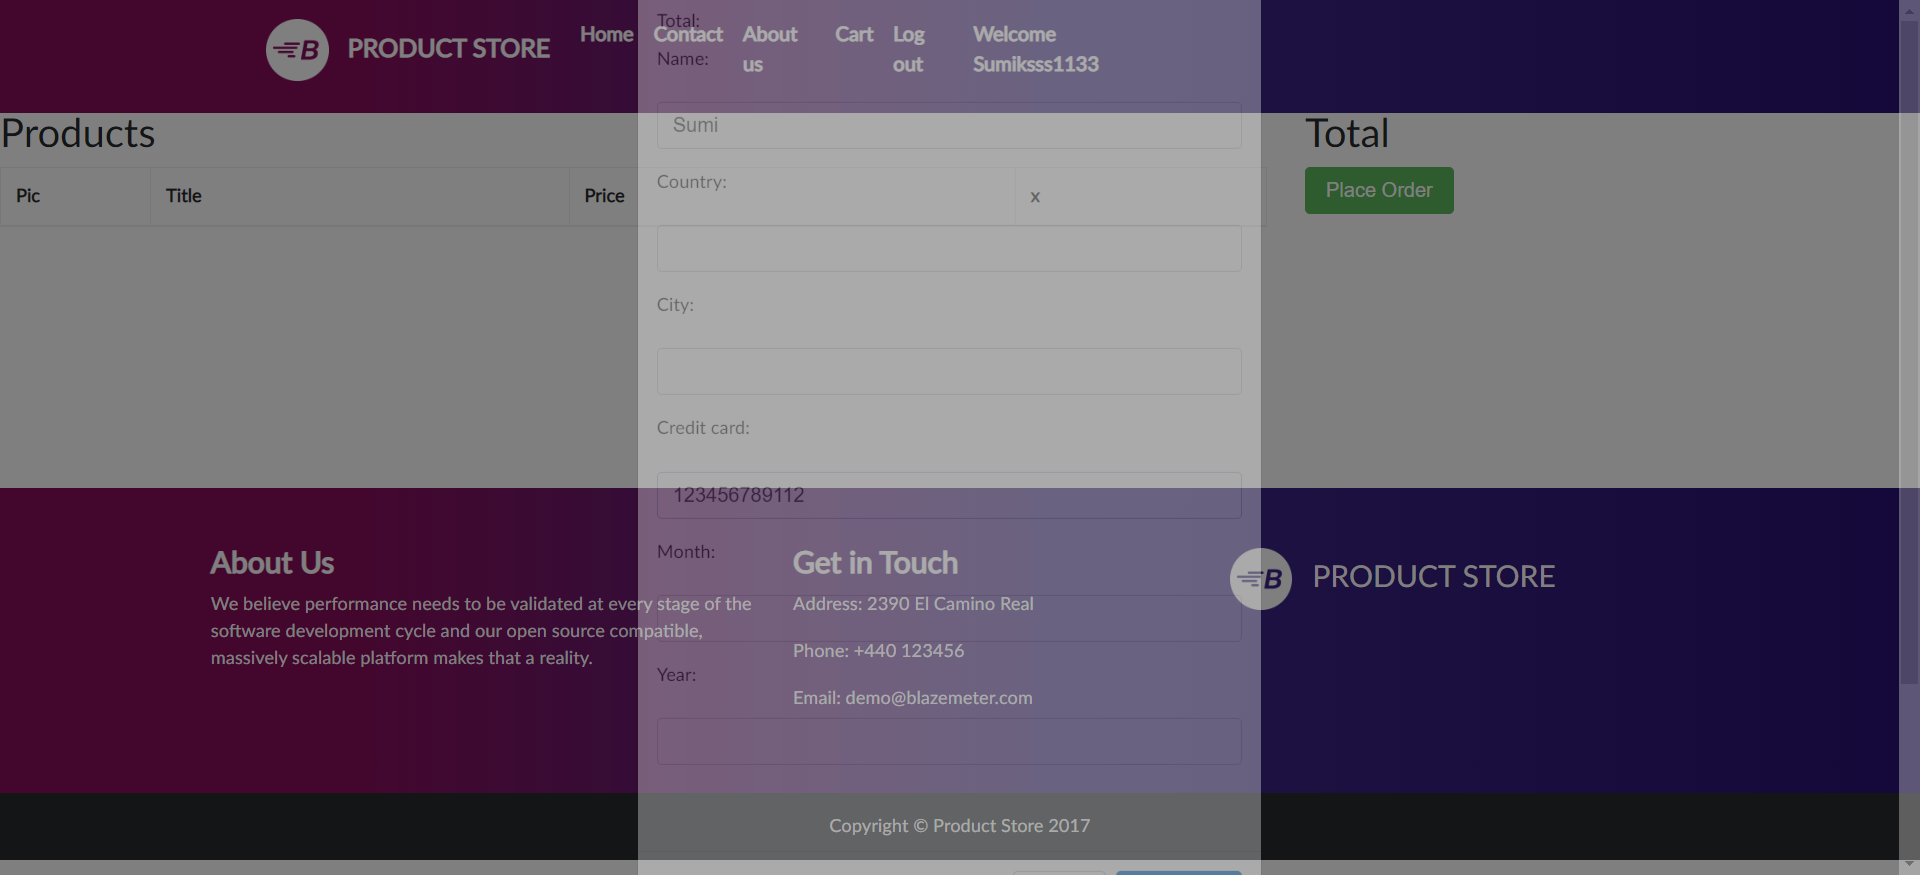 PRODUCT STORE
Home
Contact
About us
Cart
Log out
Welcome Sumiksss1133
Total:
Name:
Sumi
Products
Total
Pic
Title
Price
x
Place Order
Country:
City:
Credit card:
123456789112
Month:
Year:
About Us
We believe performance needs to be validated at every stage of the
software development cycle and our open source compatible,
massively scalable platform makes that a reality.
Get in Touch
Address: 2390 El Camino Real
Phone: +440 123456
Email: demo@blazemeter.com
B
PRODUCT STORE
Copyright © Product Store 2017